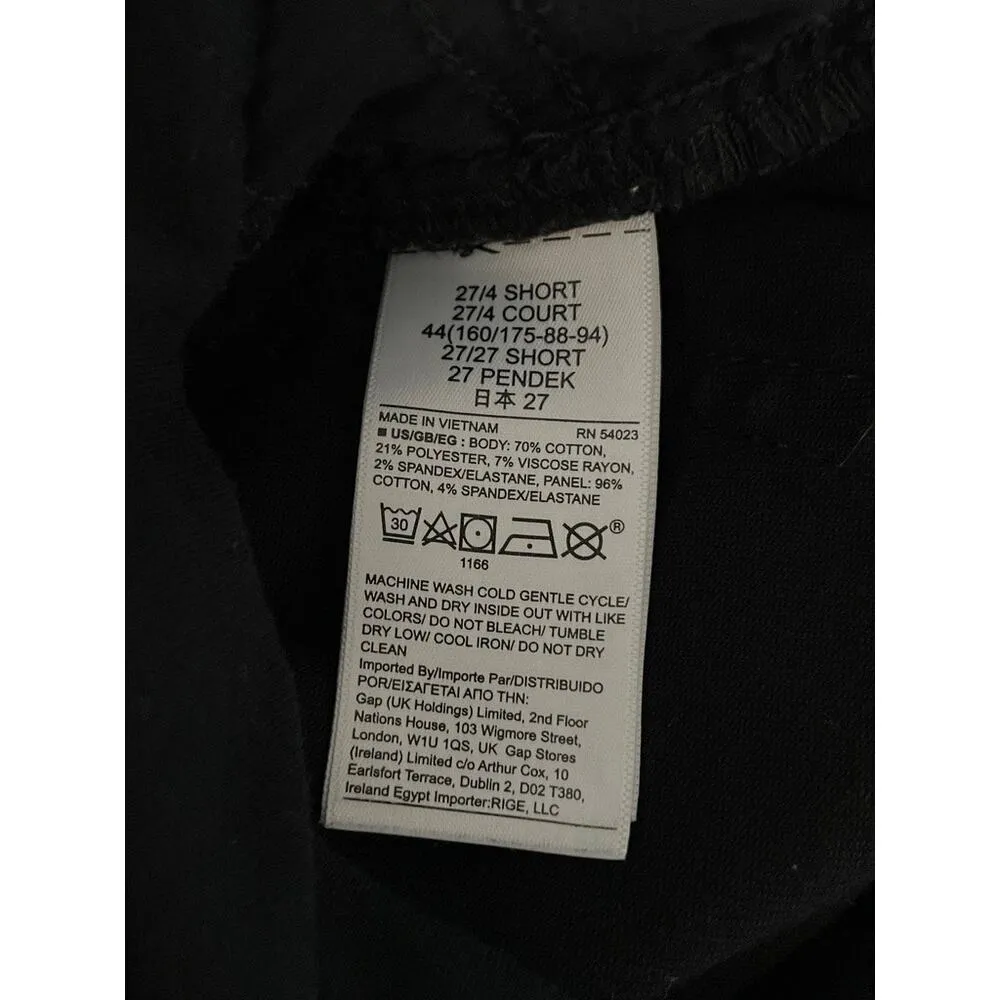 27/4 SHORT
27/4 COURT
44(160/175-88-94)
27/27 SHORT
27 PENDEK
日本 27
MADE IN VIETNAM RN 54023
US/GB/EG : BODY: 70% COTTON,
21% POLYESTER, 7% VISCOSE RAYON,
2% SPANDEX/ELASTANE, PANEL: 96%
COTTON, 4% SPANDEX/ELASTANE
30 ®
1166
MACHINE WASH COLD GENTLE CYCLE/
WASH AND DRY INSIDE OUT WITH LIKE
COLORS/ DO NOT BLEACH/ TUMBLE
DRY LOW/ COOL IRON/ DO NOT DRY
CLEAN
Imported By/Importe Par/DISTRIBUIDO
POR/ΕΙΣΑΓΕΤΑΙ ΑΠΟ ΤΗΝ:
Gap (UK Holdings) Limited, 2nd Floor
Nations House, 103 Wigmore Street,
London, W1U 1QS, UK Gap Stores
(Ireland) Limited c/o Arthur Cox, 10
Earlsfort Terrace, Dublin 2, D02 T380,
Ireland Egypt Importer:RIGE, LLC